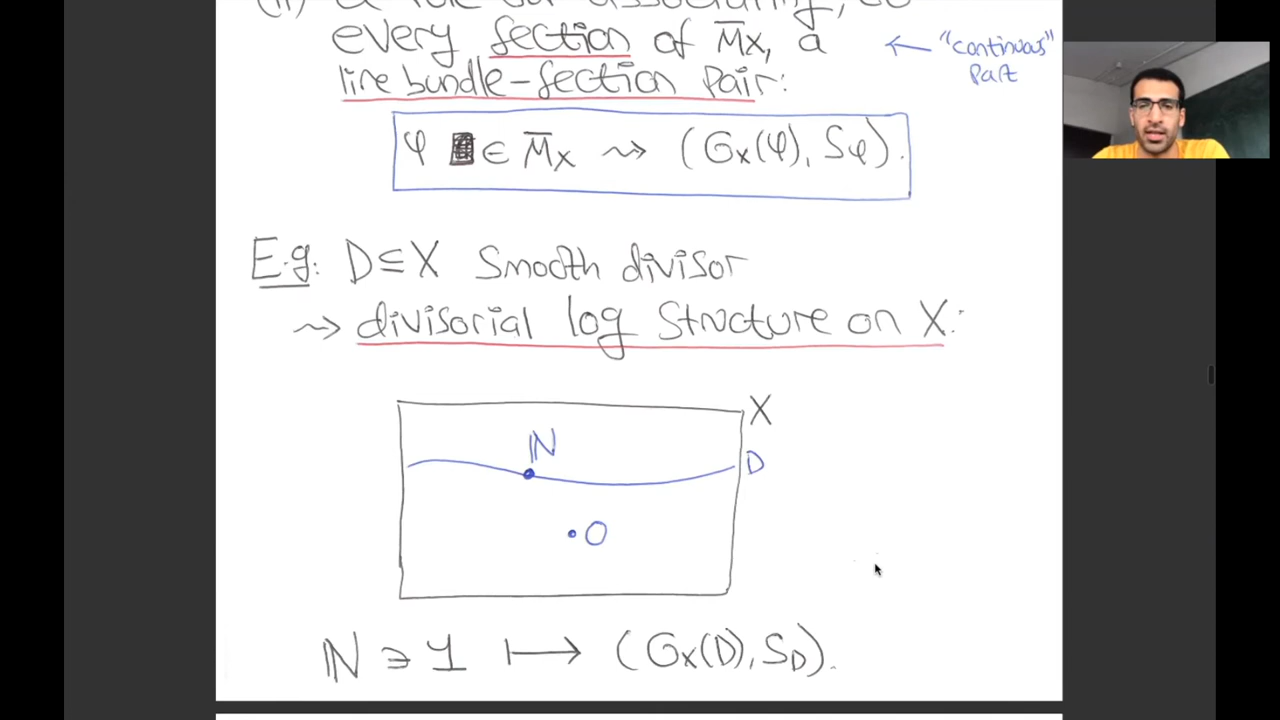 every section of M̄x, a
line bundle-section pair:
← "continuous"
part
φ ∈ M̄x ⇝ (Ox(φ), Sφ).
E.g: D⊆X Smooth divisor
⇝ divisorial log Structure on X:
X
N
D
O
N ∋ 1 ↦ (Ox(D), SD).